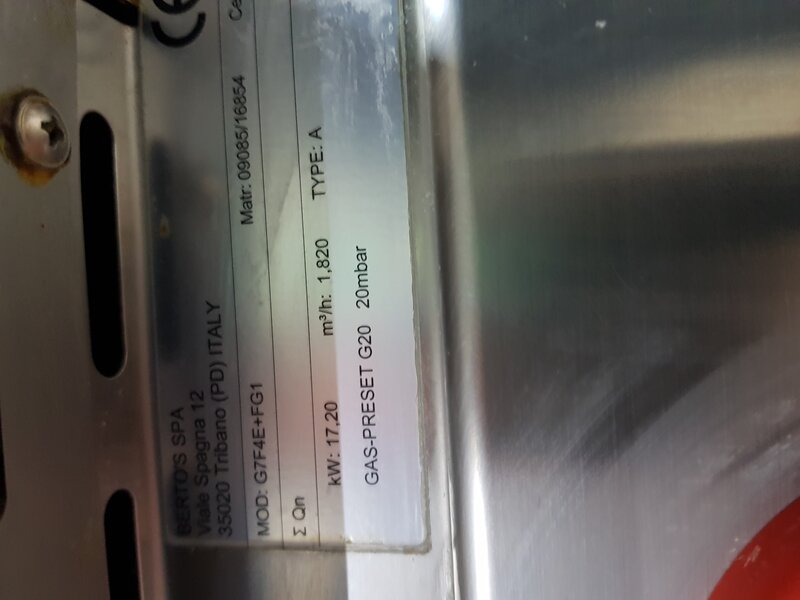 BERTO'S SPA
Viale Spagna 12
35020 Tribano (PD) ITALY
CE
MOD: G7F4E+FG1 Matr: 09085/16854 Ce
Σ Qn
kW: 17,20 m³/h: 1,820 TYPE: A
GAS-PRESET G20 20mbar